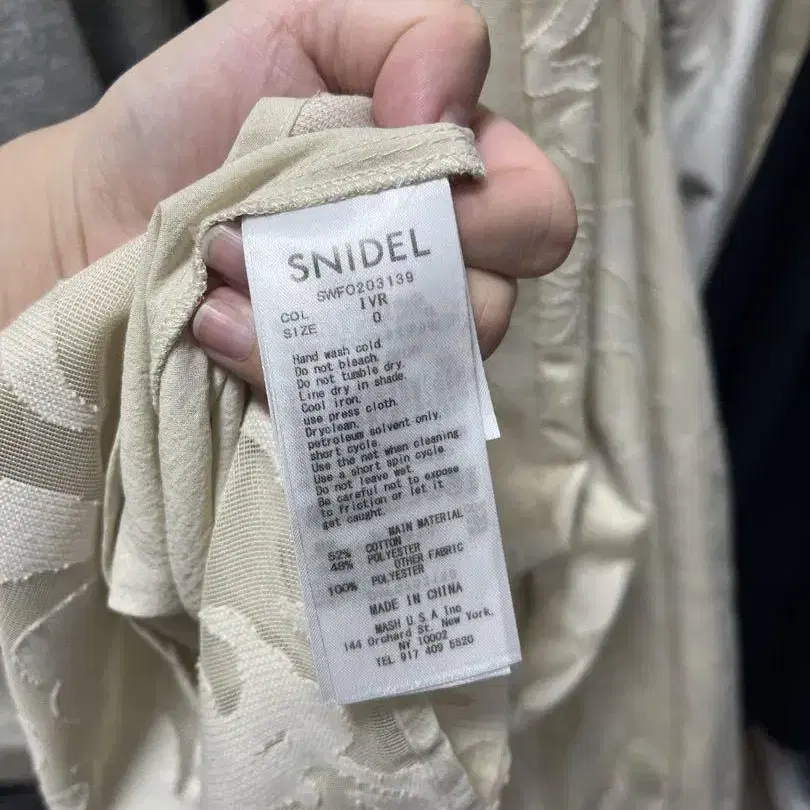 SNIDEL
SWFO203139
COL IVR
SIZE 0
Hand wash cold
Do not bleach.
Do not tumble dry.
Line dry in shade.
Cool iron.
use press cloth.
Dryclean.
petroleum solvent only.
short cycle.
Use the net when cleaning
Use a short spin cycle.
Do not leave wet.
Be careful not to expose
to friction or let it
get caught.
MAIN MATERIAL
52% COTTON
48% POLYESTER
OTHER FABRIC
100% POLYESTER
MADE IN CHINA
MASH U.S.A Inc
144 Orchard St. New York,
NY 10002
TEL 917 409 5520